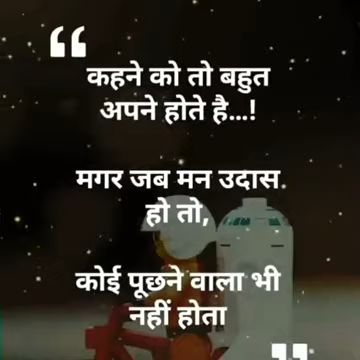 “
कहने को तो बहुत
अपने होते है...!
मगर जब मन उदास
हो तो,
कोई पूछने वाला भी
नहीं होता
”